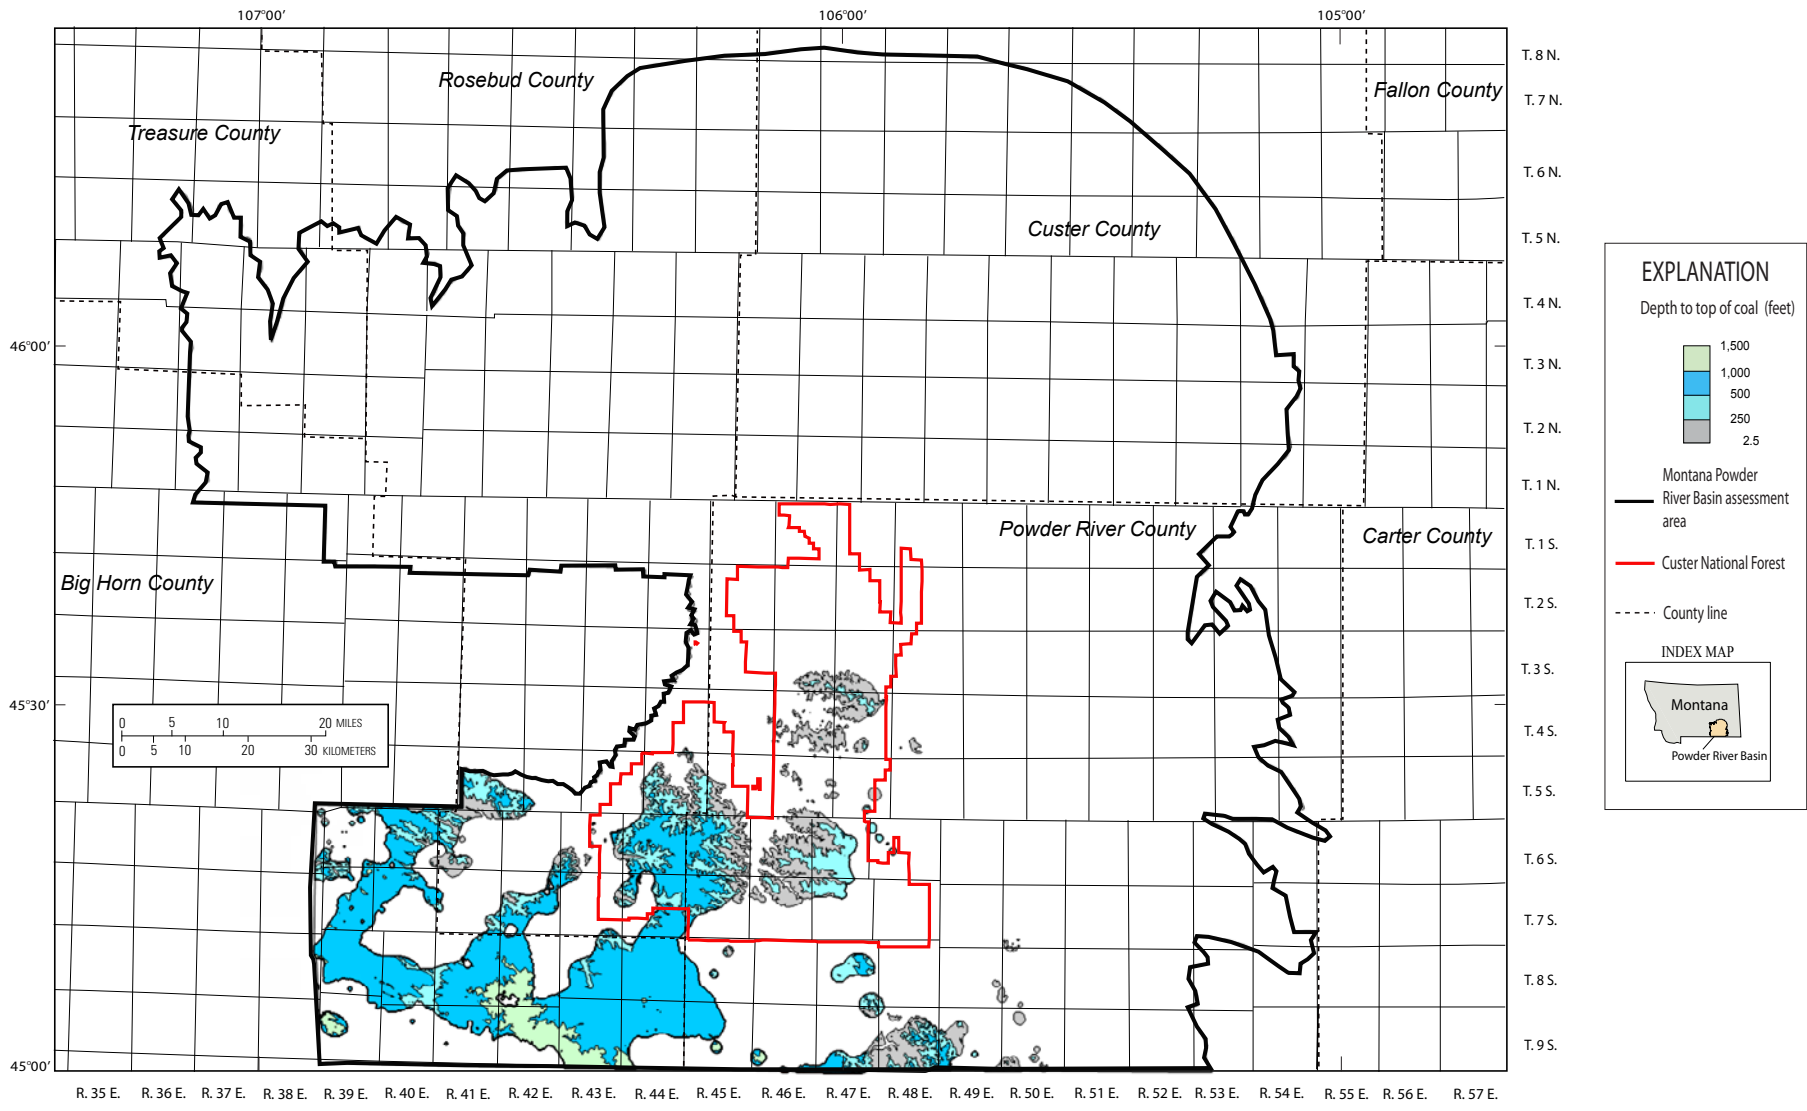 107°00'
106°00'
105°00'
T. 8 N.
Rosebud County
Fallon County
T. 7 N.
Treasure County
T. 6 N.
Custer County
T. 5 N.
EXPLANATION
Depth to top of coal (feet)
T. 4 N.
46°00'
1,500
T. 3 N.
1,000
500
250
T. 2 N.
2.5
Montana Powder
River Basin assessment
area
T. 1 N.
Powder River County
Carter County
T. 1 S.
Custer National Forest
Big Horn County
T. 2 S.
County line
INDEX MAP
T. 3 S.
Montana
Powder River Basin
45°30'
0 5 10 20 MILES
0 5 10 20 30 KILOMETERS
T. 4 S.
T. 5 S.
T. 6 S.
T. 7 S.
T. 8 S.
T. 9 S.
45°00'
R. 35 E. R. 36 E. R. 37 E. R. 38 E. R. 39 E. R. 40 E. R. 41 E. R. 42 E. R. 43 E. R. 44 E. R. 45 E. R. 46 E. R. 47 E. R. 48 E. R. 49 E. R. 50 E. R. 51 E. R. 52 E. R. 53 E. R. 54 E. R. 55 E. R. 56 E. R. 57 E.